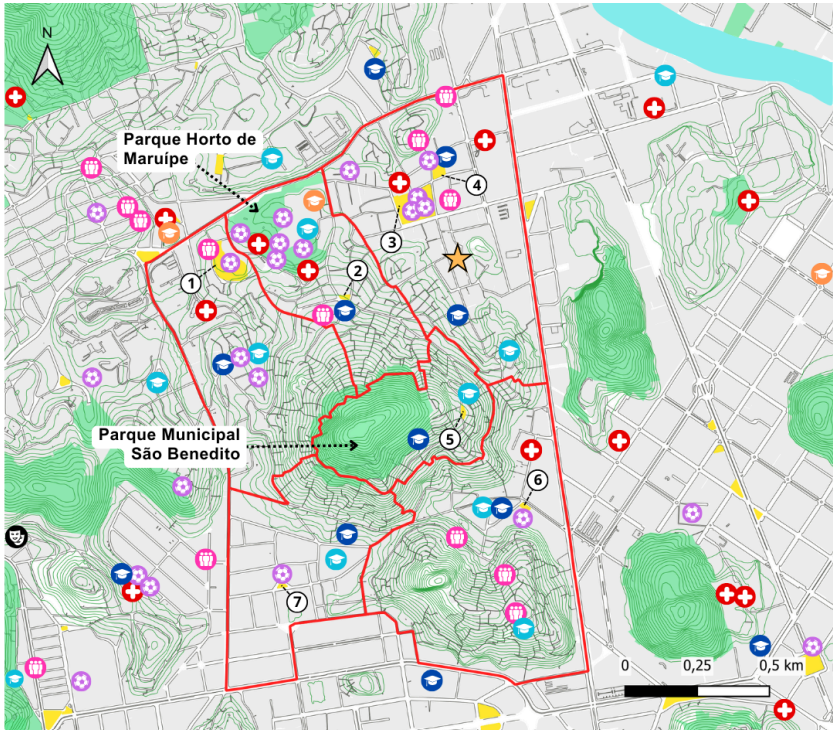 N
Parque Horto de
Maruípe
4
3
1
2
Parque Municipal
São Benedito
5
6
7
0 0,25 0,5 km